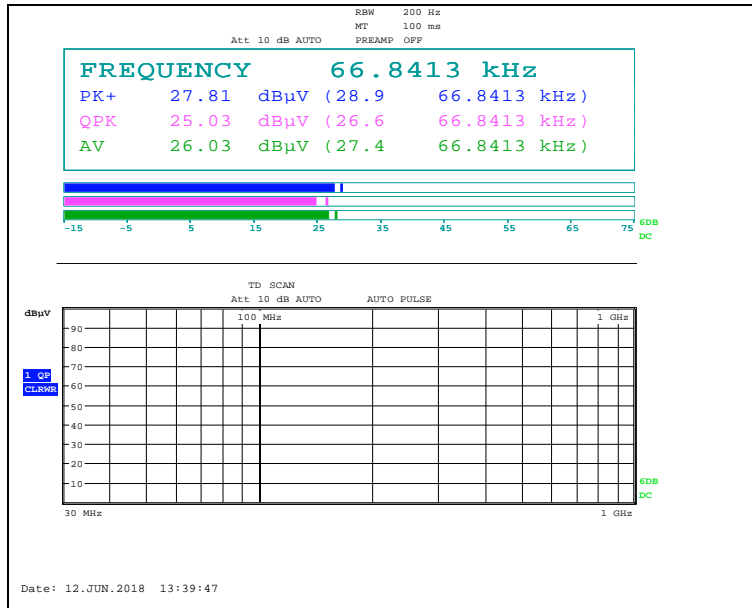 RBW 200 Hz
MT 100 ms
Att 10 dB AUTO PREAMP OFF
FREQUENCY 66.8413 kHz
PK+ 27.81 dBµV (28.9 66.8413 kHz)
QPK 25.03 dBµV (26.6 66.8413 kHz)
AV 26.03 dBµV (27.4 66.8413 kHz)
-15 -5 5 15 25 35 45 55 65 75
6DB
DC
TD SCAN
Att 10 dB AUTO AUTO PULSE
dBµV
100 MHz 1 GHz
90
80
70
1 QP
60
CLRWR
50
40
30
20
10
6DB
DC
30 MHz 1 GHz
Date: 12.JUN.2018 13:39:47